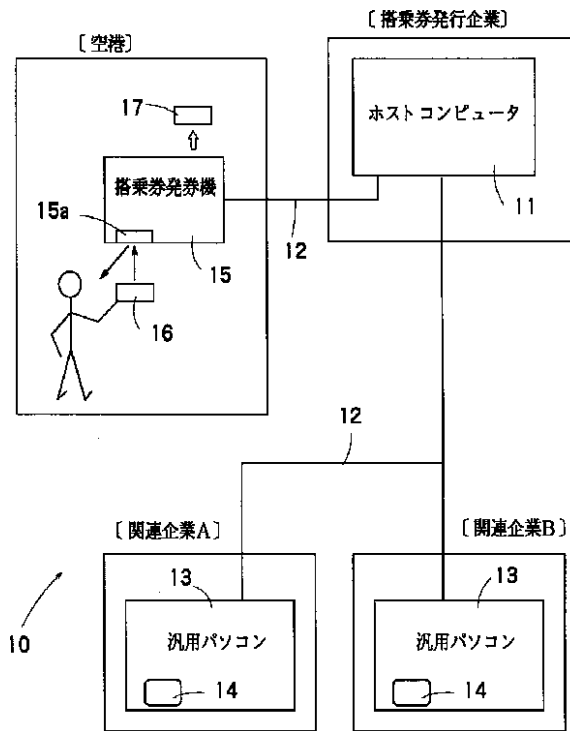 〔空港〕
〔搭乗券発行企業〕
17
ホストコンピュータ
搭乗券発券機
11
15a
12
15
16
12
〔関連企業A〕
〔関連企業B〕
13
13
汎用パソコン
汎用パソコン
10
14
14